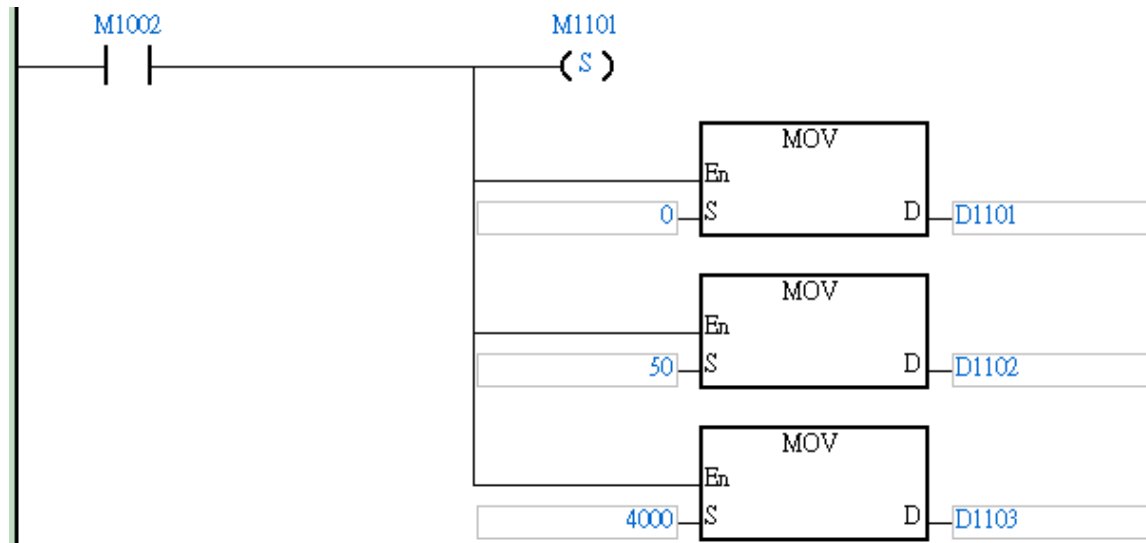 M1002 M1101
S
MOV
En
0 S D D1101
MOV
En
50 S D D1102
MOV
En
4000 S D D1103